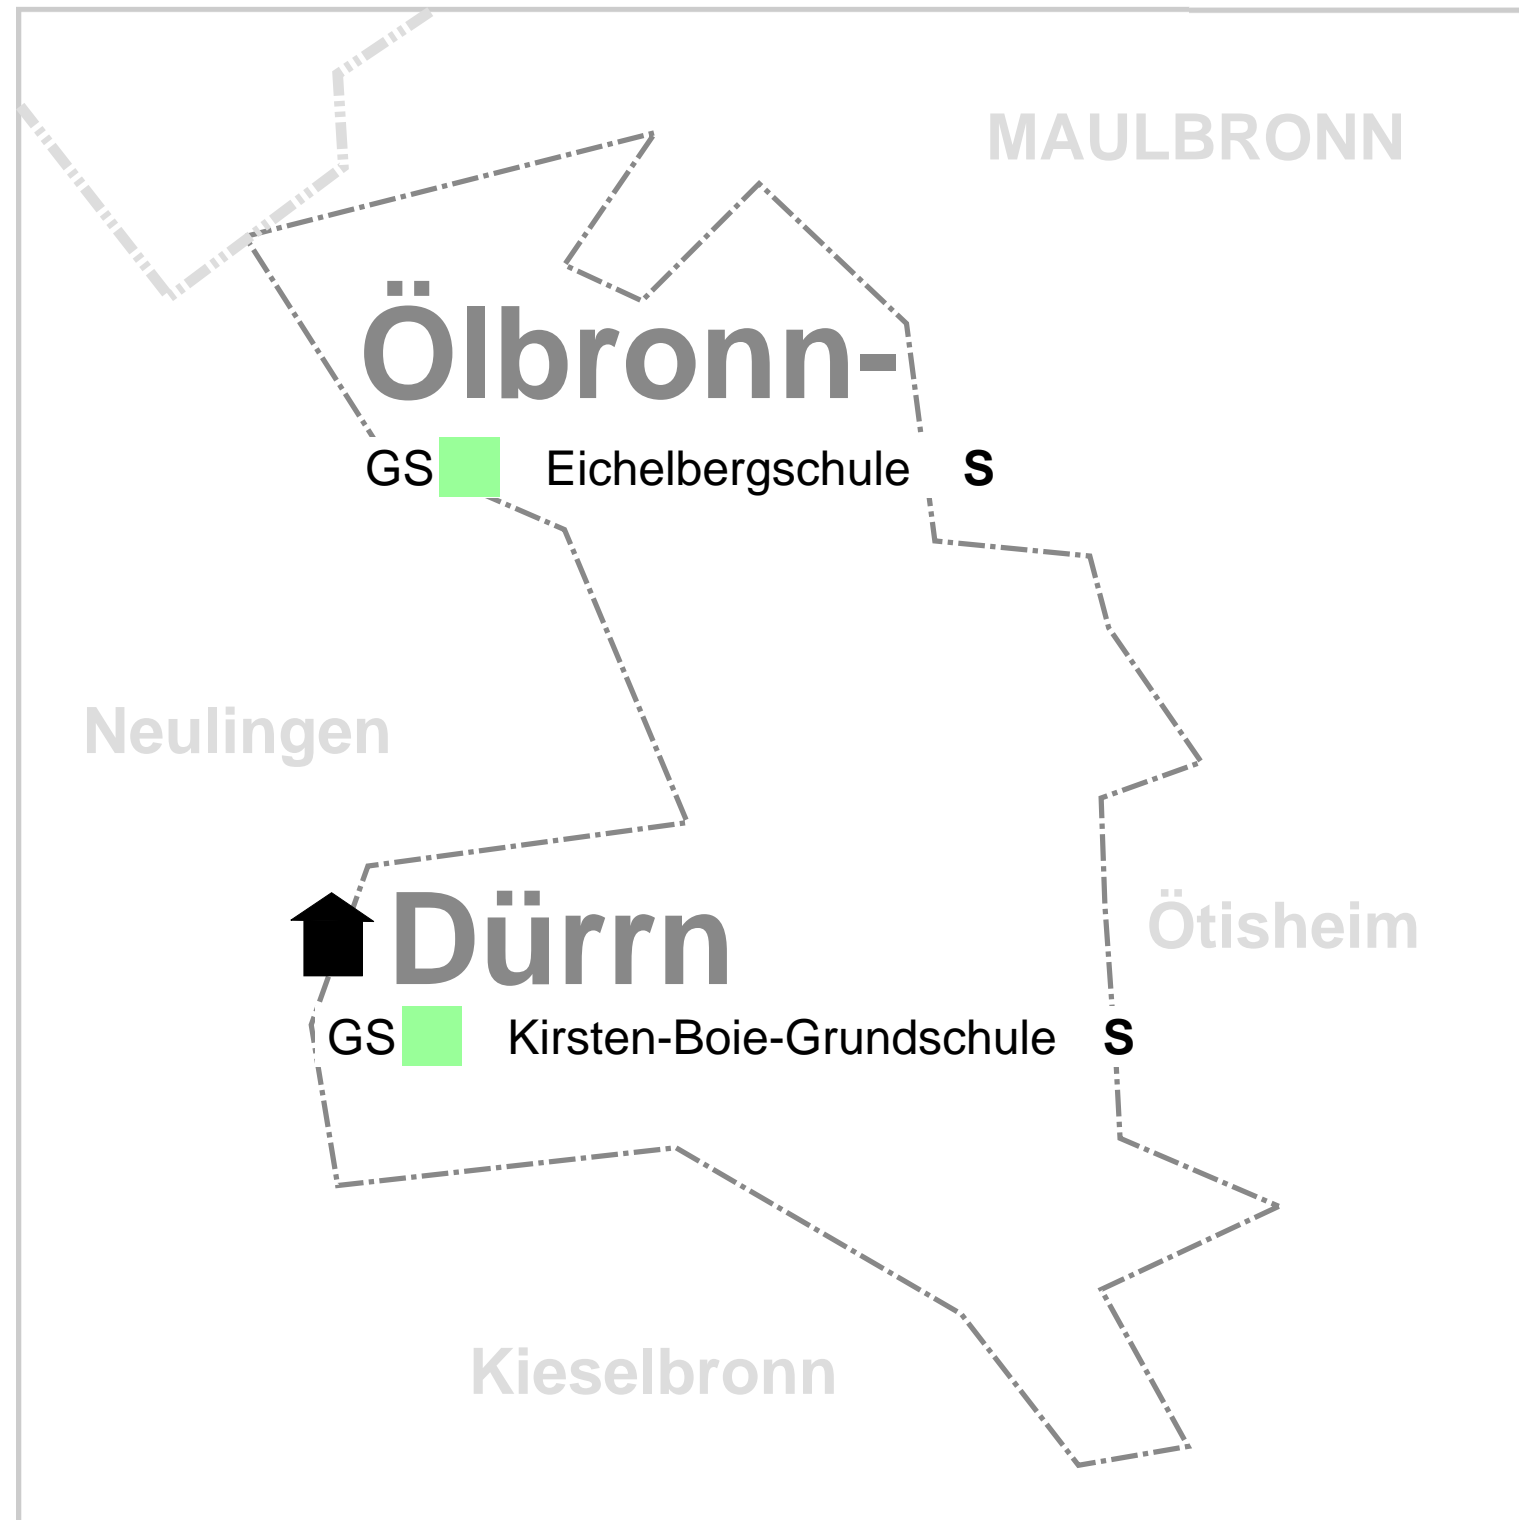 MAULBRONN
Ölbronn-
GS Eichelbergschule S
Neulingen
Dürrn
Ötisheim
GS Kirsten-Boie-Grundschule S
Kieselbronn